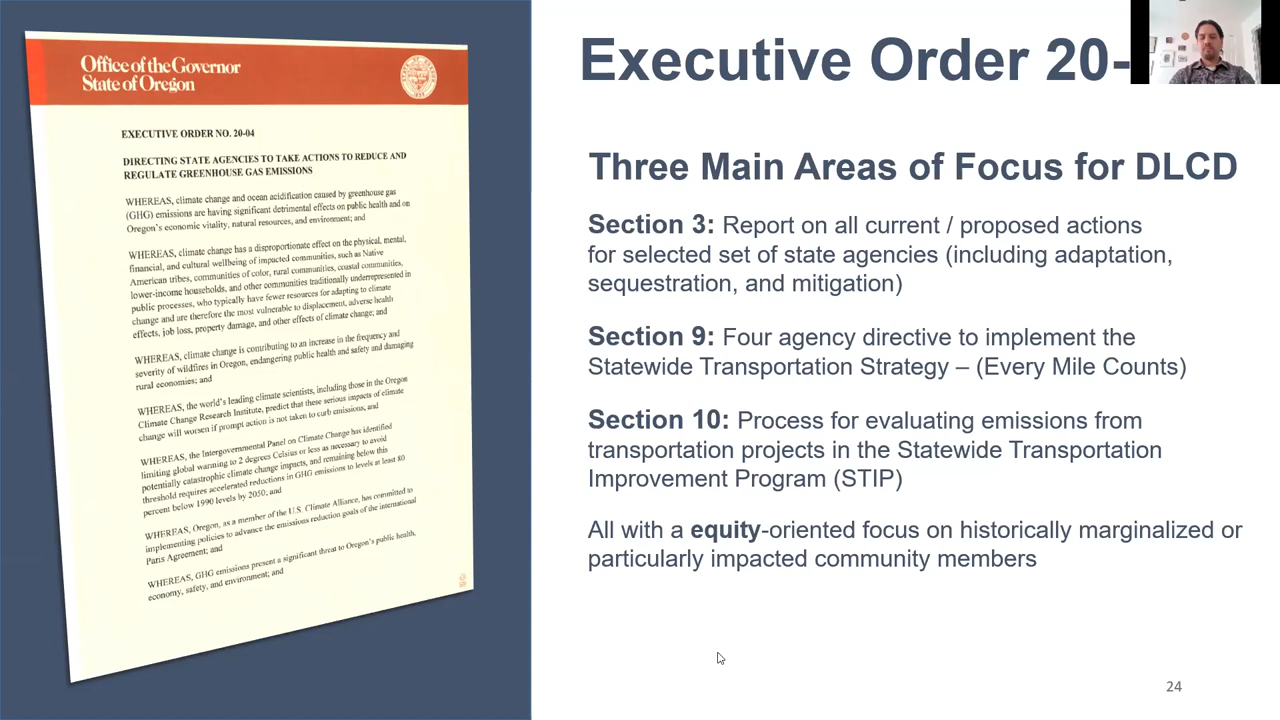 Office of the Governor
State of Oregon
EXECUTIVE ORDER NO. 20-04
DIRECTING STATE AGENCIES TO TAKE ACTIONS TO REDUCE AND
REGULATE GREENHOUSE GAS EMISSIONS
WHEREAS, climate change and ocean acidification caused by greenhouse gas
(GHG) emissions are having significant detrimental effects on public health and on
Oregon's economic vitality, natural resources, and environment; and
WHEREAS, climate change has a disproportionate effect on the physical, mental,
financial, and cultural wellbeing of impacted communities, such as Native
American tribes, communities of color, rural communities, coastal communities,
lower-income households, and other communities traditionally underrepresented in
public processes, who typically have fewer resources for adapting to climate
change and are therefore the most vulnerable to displacement, adverse health
effects, job loss, property damage, and other effects of climate change; and
WHEREAS, climate change is contributing to an increase in the frequency and
severity of wildfires in Oregon, endangering public health and safety and damaging
rural economies; and
WHEREAS, the world's leading climate scientists, including those in the Oregon
Climate Change Research Institute, predict that these serious impacts of climate
change will worsen if prompt action is not taken to curb emissions; and
WHEREAS, the Intergovernmental Panel on Climate Change has identified
limiting global warming to 2 degrees Celsius or less as necessary to avoid
potentially catastrophic climate change impacts, and remaining below this
threshold requires accelerated reductions in GHG emissions to levels at least 80
percent below 1990 levels by 2050; and
WHEREAS, Oregon, as a member of the U.S. Climate Alliance, has committed to
implementing policies to advance the emissions reduction goals of the international
Paris Agreement; and
WHEREAS, GHG emissions present a significant threat to Oregon's public health,
economy, safety, and environment; and
Executive Order 20-
Three Main Areas of Focus for DLCD
Section 3: Report on all current / proposed actions
for selected set of state agencies (including adaptation,
sequestration, and mitigation)
Section 9: Four agency directive to implement the
Statewide Transportation Strategy – (Every Mile Counts)
Section 10: Process for evaluating emissions from
transportation projects in the Statewide Transportation
Improvement Program (STIP)
All with a equity-oriented focus on historically marginalized or
particularly impacted community members
24